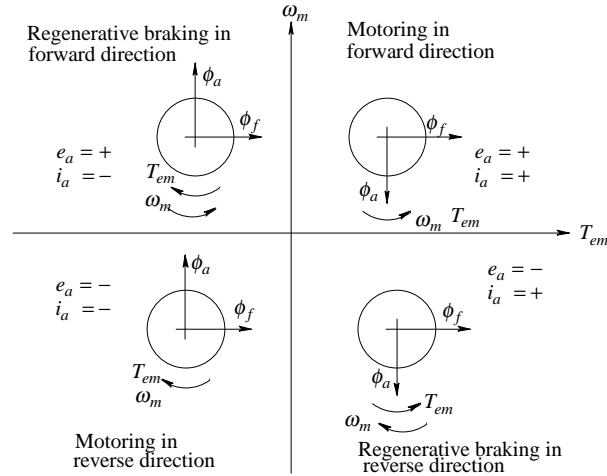 ω_m
Regenerative braking in
forward direction
ϕ_a
ϕ_f
e_a = +
i_a = −
T_em
ω_m
Motoring in
forward direction
ϕ_f
e_a = +
i_a = +
ϕ_a
ω_m T_em
T_em
e_a = −
i_a = −
ϕ_a
ϕ_f
T_em
ω_m
Motoring in
reverse direction
e_a = −
i_a = +
ϕ_f
ϕ_a
T_em
ω_m
Regenerative braking in
reverse direction